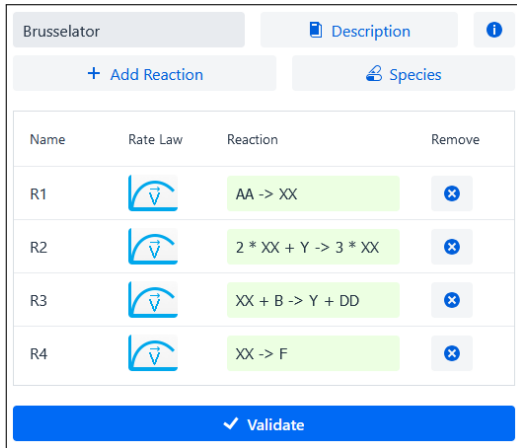 Brusselator Description
+ Add Reaction Species
Name Rate Law Reaction Remove
R1 V AA -> XX
R2 V 2 * XX + Y -> 3 * XX
R3 V XX + B -> Y + DD
R4 V XX -> F
Validate